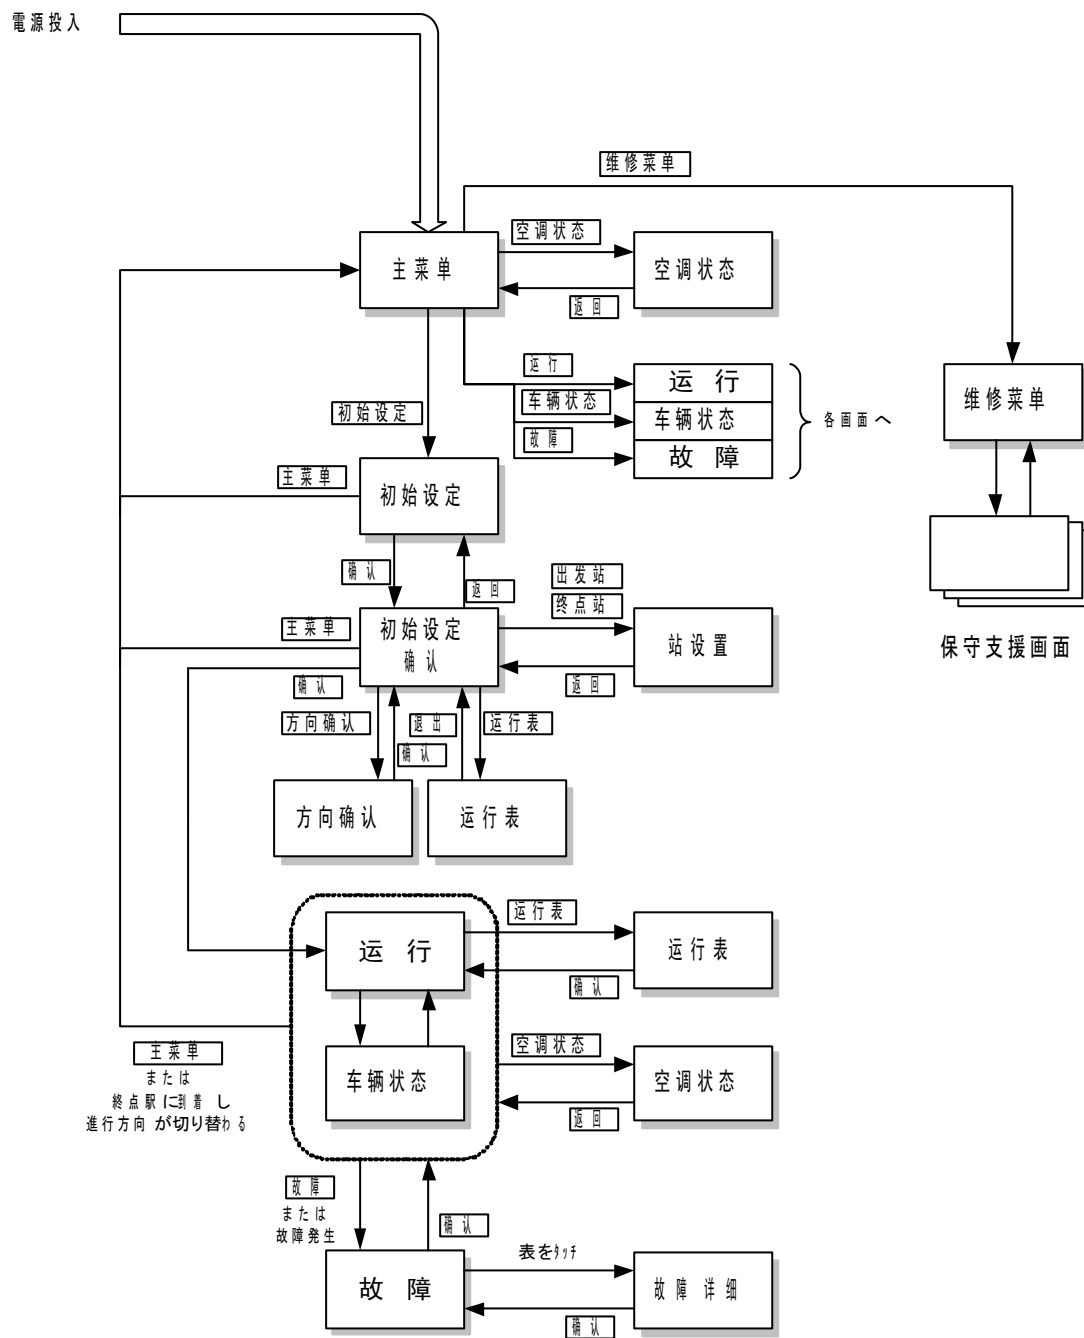 電源投入
维修菜单
空调状态
主菜单
空调状态
返回
运行
运 行
车辆状态
车辆状态
各画面へ
维修菜单
初始设定
故障
故 障
主菜单
初始设定
确认
返回
出发站
终点站
主菜单
初始设定
确认
站设置
保守支援画面
确认
返回
方向确认
退出
运行表
确认
方向确认
运行表
运行表
运 行
运行表
确认
主菜单
または
終点駅に到着し
進行方向が切り替わる
空调状态
车辆状态
空调状态
返回
故障
または
故障発生
确认
表をﾀｯﾁ
故 障
故障 详细
确认